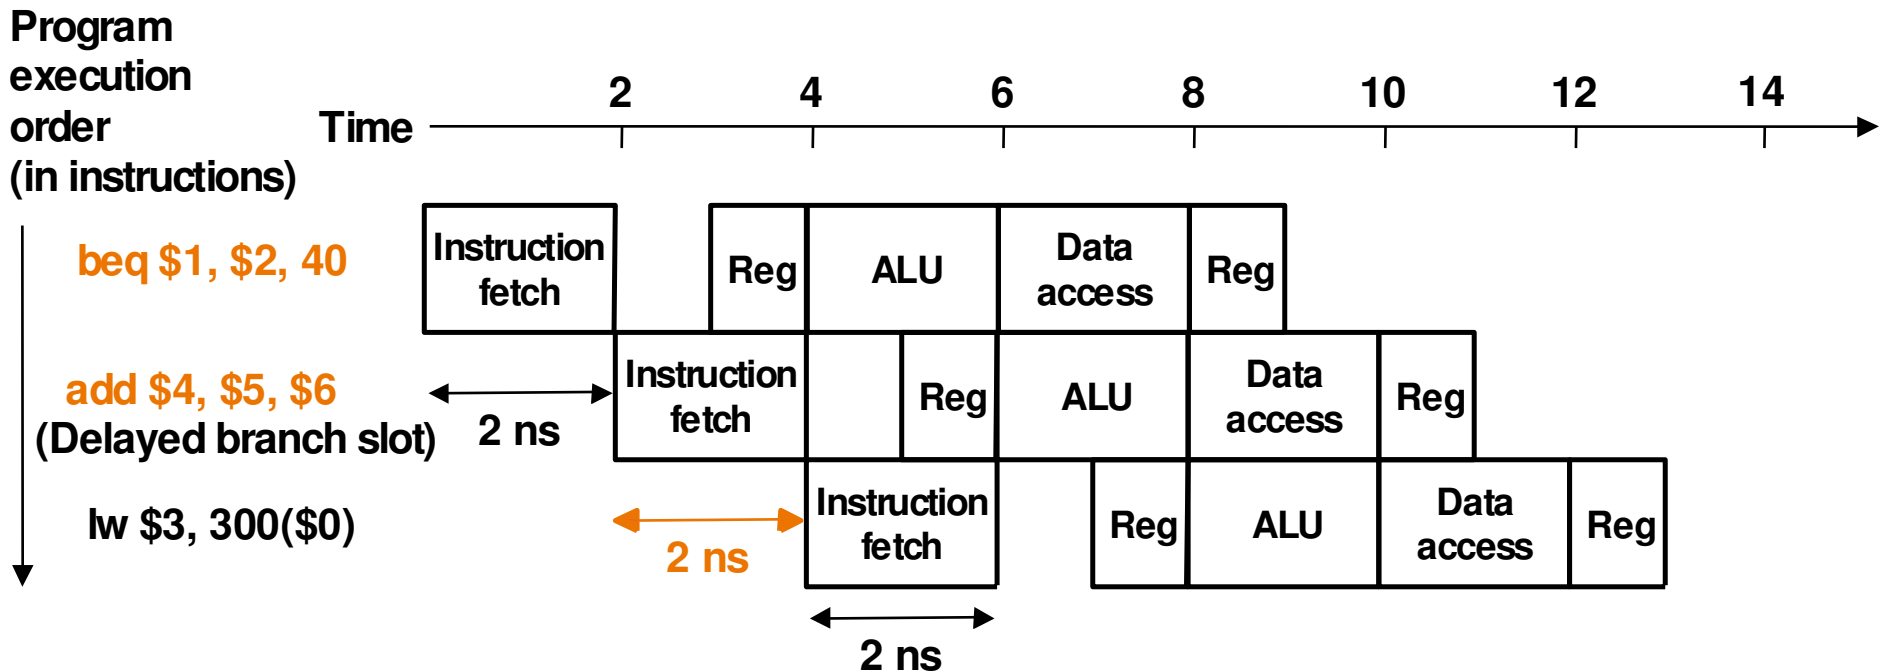 Program
execution
order
(in instructions)
Time
2 4 6 8 10 12 14
beq $1, $2, 40
Instruction
fetch
Reg
ALU
Data
access
Reg
add $4, $5, $6
(Delayed branch slot)
2 ns
Instruction
fetch
Reg
ALU
Data
access
Reg
lw $3, 300($0)
2 ns
Instruction
fetch
Reg
ALU
Data
access
Reg
2 ns